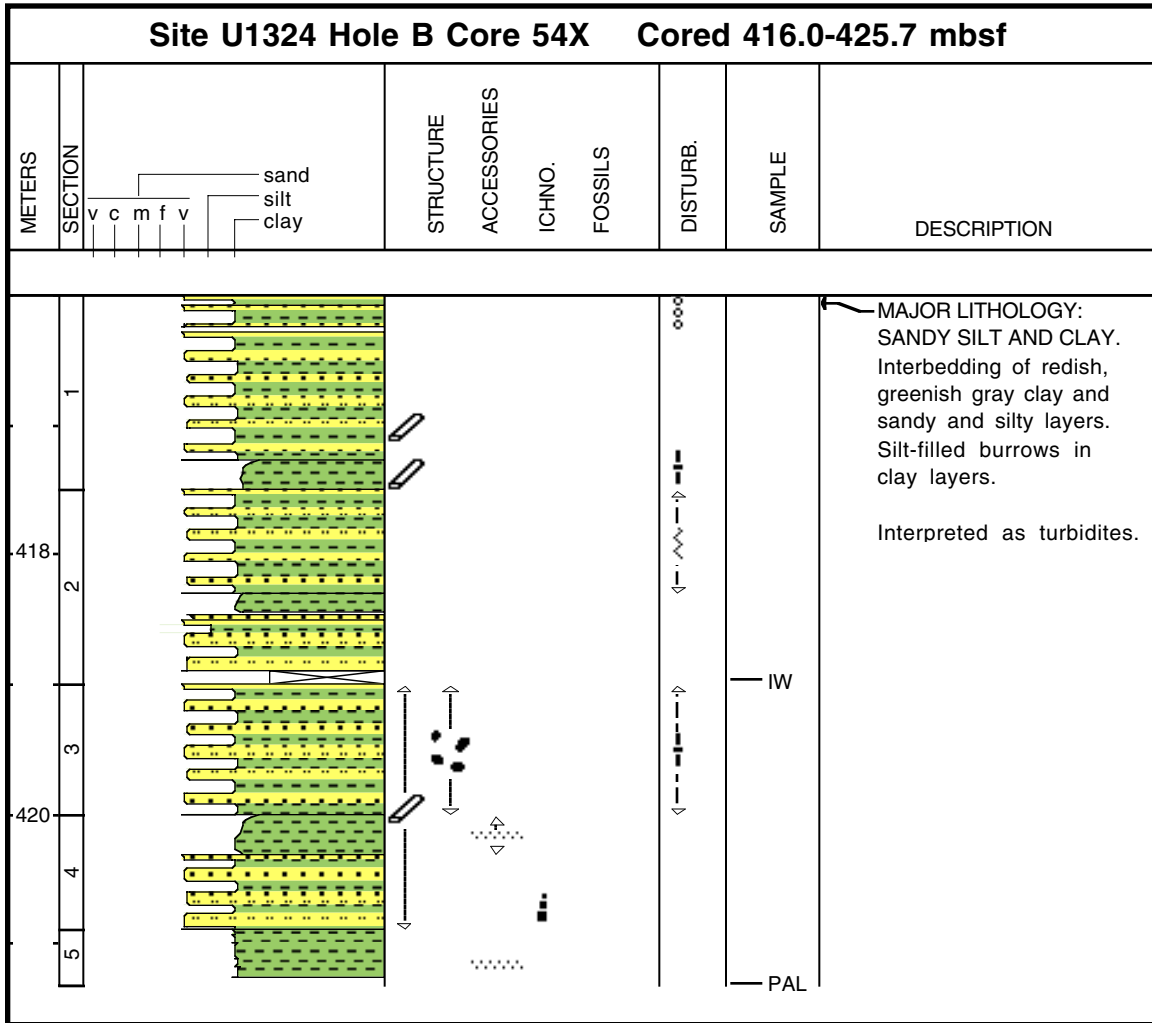 Site U1324 Hole B Core 54X Cored 416.0-425.7 mbsf
METERS
SECTION
v c m f v
sand
silt
clay
STRUCTURE
ACCESSORIES
ICHNO.
FOSSILS
DISTURB.
SAMPLE
DESCRIPTION
1
418
2
3
420
4
5
IW
PAL
MAJOR LITHOLOGY:
SANDY SILT AND CLAY.
Interbedding of redish,
greenish gray clay and
sandy and silty layers.
Silt-filled burrows in
clay layers.
Interpreted as turbidites.